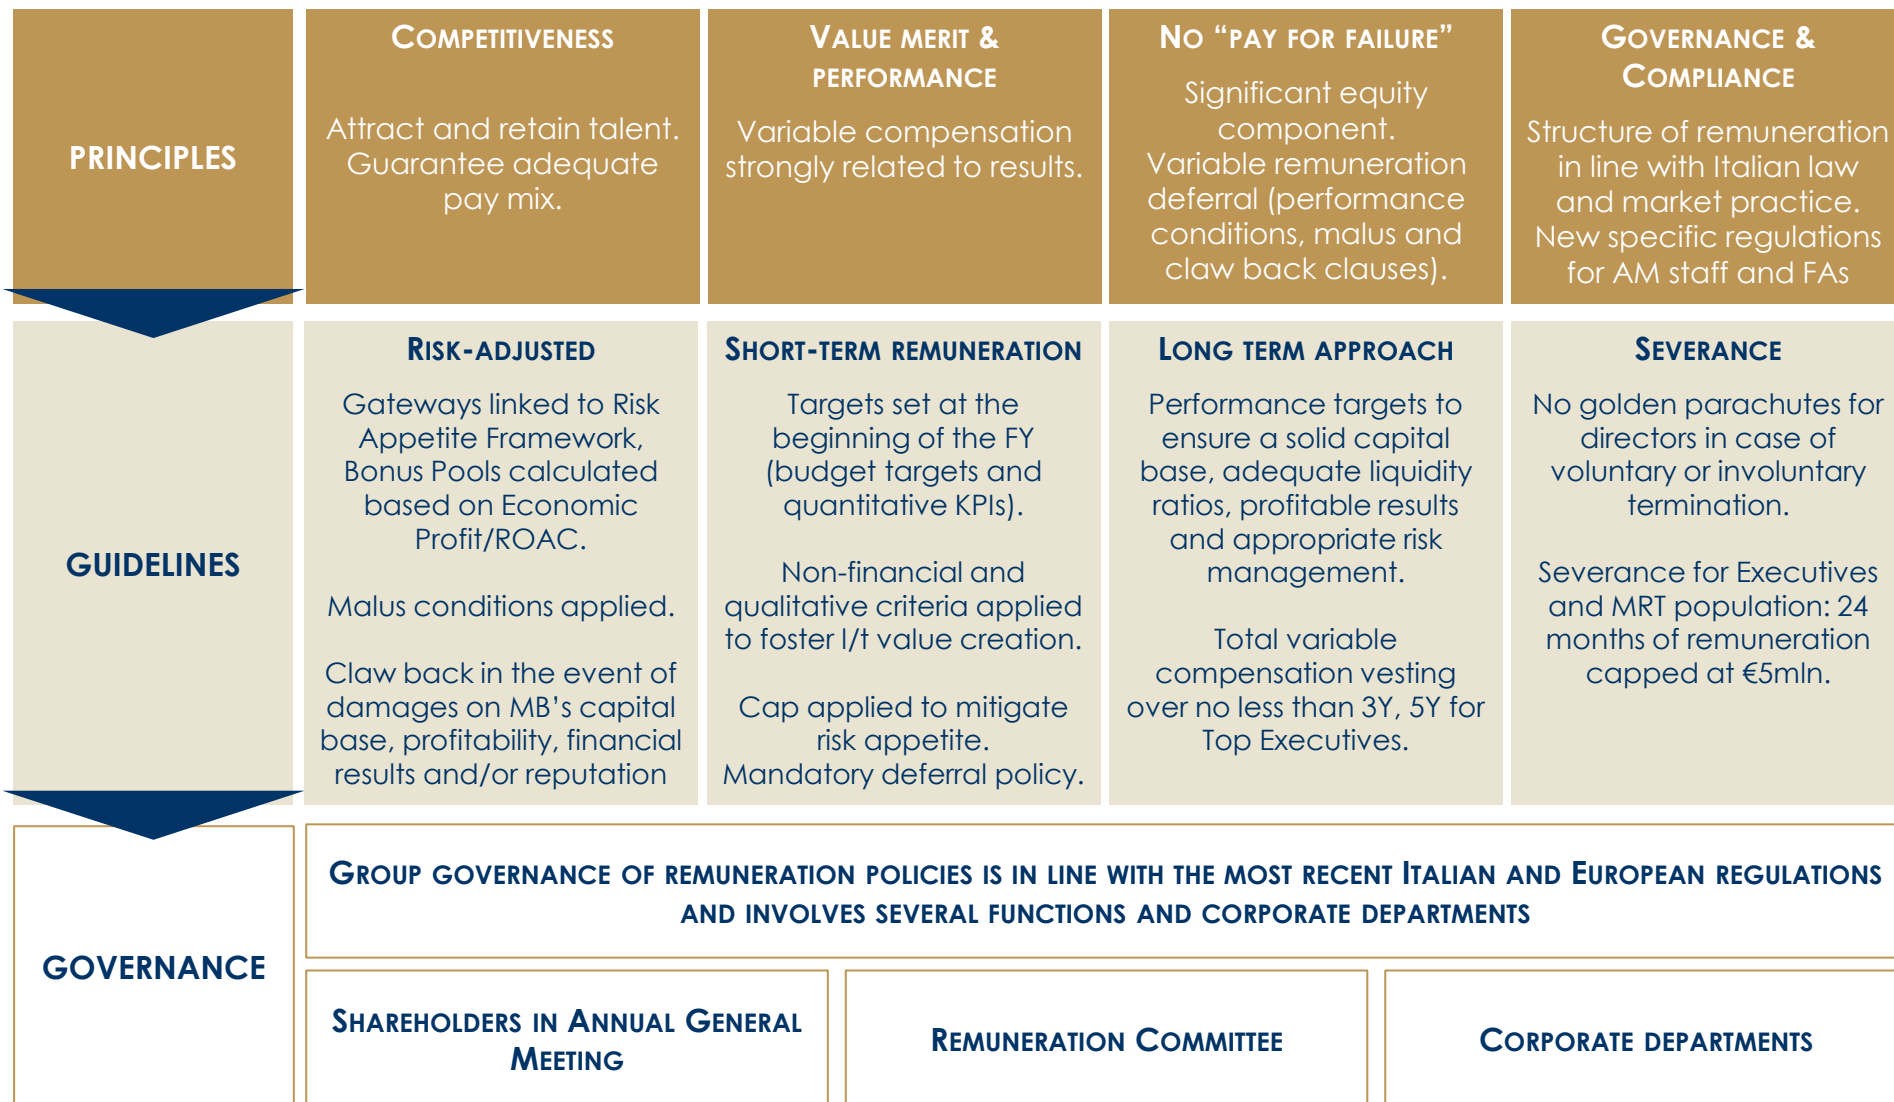 PRINCIPLES
COMPETITIVENESS
Attract and retain talent.
Guarantee adequate
pay mix.
VALUE MERIT &
PERFORMANCE
Variable compensation
strongly related to results.
NO “PAY FOR FAILURE”
Significant equity
component.
Variable remuneration
deferral (performance
conditions, malus and
claw back clauses).
GOVERNANCE &
COMPLIANCE
Structure of remuneration
in line with Italian law
and market practice.
New specific regulations
for AM staff and FAs
GUIDELINES
RISK-ADJUSTED
Gateways linked to Risk
Appetite Framework,
Bonus Pools calculated
based on Economic
Profit/ROAC.
Malus conditions applied.
Claw back in the event of
damages on MB’s capital
base, profitability, financial
results and/or reputation
SHORT-TERM REMUNERATION
Targets set at the
beginning of the FY
(budget targets and
quantitative KPIs).
Non-financial and
qualitative criteria applied
to foster l/t value creation.
Cap applied to mitigate
risk appetite.
Mandatory deferral policy.
LONG TERM APPROACH
Performance targets to
ensure a solid capital
base, adequate liquidity
ratios, profitable results
and appropriate risk
management.
Total variable
compensation vesting
over no less than 3Y, 5Y for
Top Executives.
SEVERANCE
No golden parachutes for
directors in case of
voluntary or involuntary
termination.
Severance for Executives
and MRT population: 24
months of remuneration
capped at €5mln.
GOVERNANCE
GROUP GOVERNANCE OF REMUNERATION POLICIES IS IN LINE WITH THE MOST RECENT ITALIAN AND EUROPEAN REGULATIONS
AND INVOLVES SEVERAL FUNCTIONS AND CORPORATE DEPARTMENTS
SHAREHOLDERS IN ANNUAL GENERAL
MEETING
REMUNERATION COMMITTEE
CORPORATE DEPARTMENTS